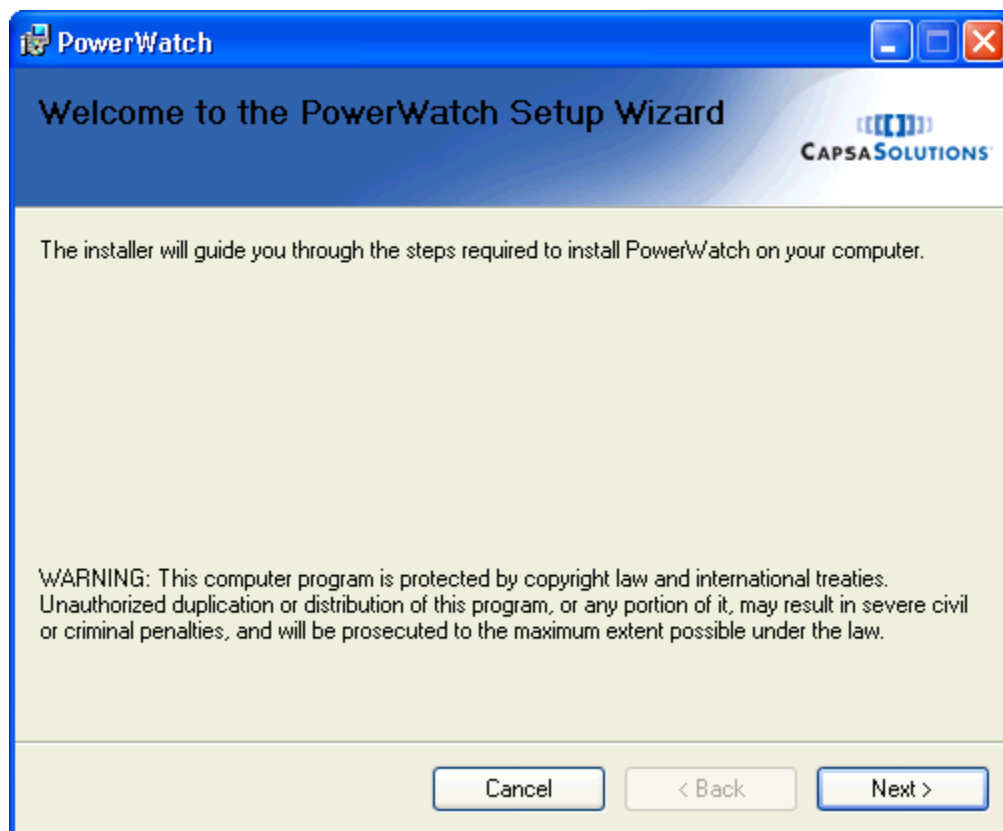 PowerWatch
Welcome to the PowerWatch Setup Wizard
CAPSASOLUTIONS
The installer will guide you through the steps required to install PowerWatch on your computer.
WARNING: This computer program is protected by copyright law and international treaties.
Unauthorized duplication or distribution of this program, or any portion of it, may result in severe civil
or criminal penalties, and will be prosecuted to the maximum extent possible under the law.
Cancel
< Back
Next >